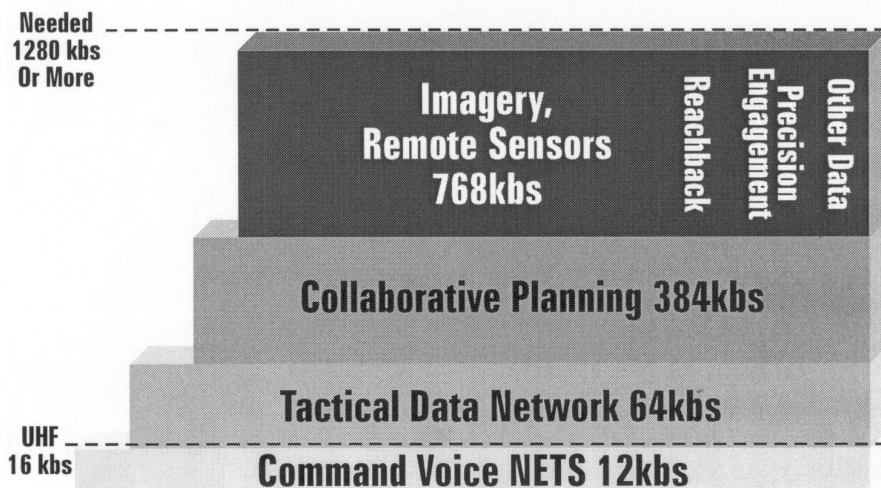 Needed
1280 kbs
Or More
Imagery,
Remote Sensors
768kbs
Reachback
Precision
Engagement
Other Data
Collaborative Planning 384kbs
Tactical Data Network 64kbs
UHF
16 kbs
Command Voice NETS 12kbs